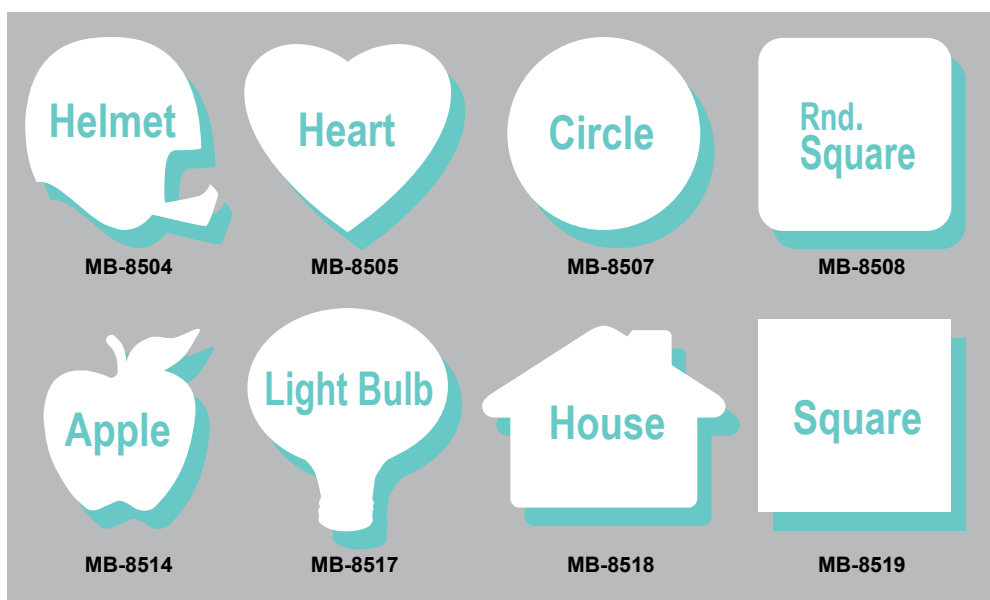 Helmet
Heart
Circle
Rnd.
Square
MB-8504
MB-8505
MB-8507
MB-8508
Apple
Light Bulb
House
Square
MB-8514
MB-8517
MB-8518
MB-8519